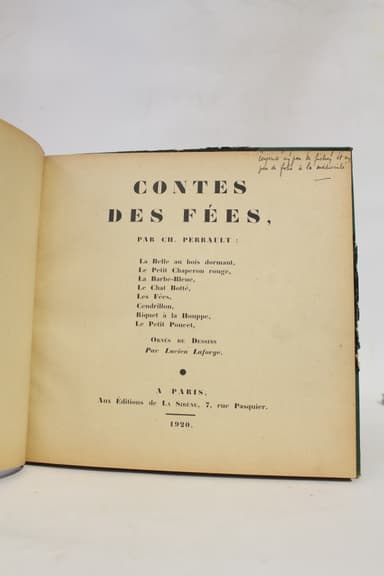 CONTES
DES FÉES,
PAR CH. PERRAULT :
La Belle au bois dormant,
Le Petit Chaperon rouge,
La Barbe-Bleue,
Le Chat Botté,
Les Fées,
Cendrillon,
Riquet à la Houppe,
Le Petit Poucet,
ORNÉS DE DESSINS
Par Lucien Laforge.
A PARIS,
Aux Éditions de LA SIRÈNE, 7, rue Pasquier.
1920.